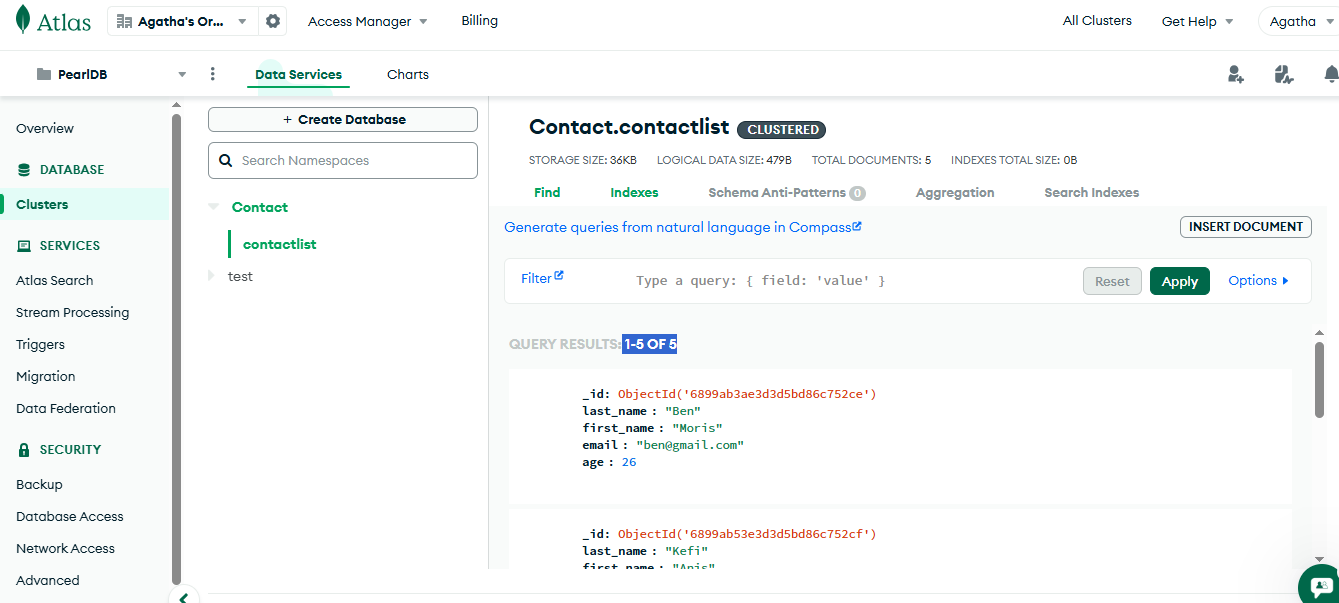 Atlas
Agatha's Or...
Access Manager
Billing
All Clusters
Get Help
Agatha
PearlDB
Data Services
Charts
Overview
DATABASE
Clusters
SERVICES
Atlas Search
Stream Processing
Triggers
Migration
Data Federation
SECURITY
Backup
Database Access
Network Access
Advanced
+ Create Database
Search Namespaces
Contact
contactlist
test
Contact.contactlist CLUSTERED
STORAGE SIZE: 36KB LOGICAL DATA SIZE: 479B TOTAL DOCUMENTS: 5 INDEXES TOTAL SIZE: 0B
Find Indexes Schema Anti-Patterns 0 Aggregation Search Indexes
Generate queries from natural language in Compass
INSERT DOCUMENT
Filter
Type a query: { field: 'value' }
Reset
Apply
Options
QUERY RESULTS: 1-5 OF 5
_id: ObjectId('6899ab3ae3d3d5bd86c752ce')
last_name : "Ben"
first_name : "Moris"
email : "ben@gmail.com"
age : 26
_id: ObjectId('6899ab53e3d3d5bd86c752cf')
last_name : "Kefi"
first_name : "Anis"